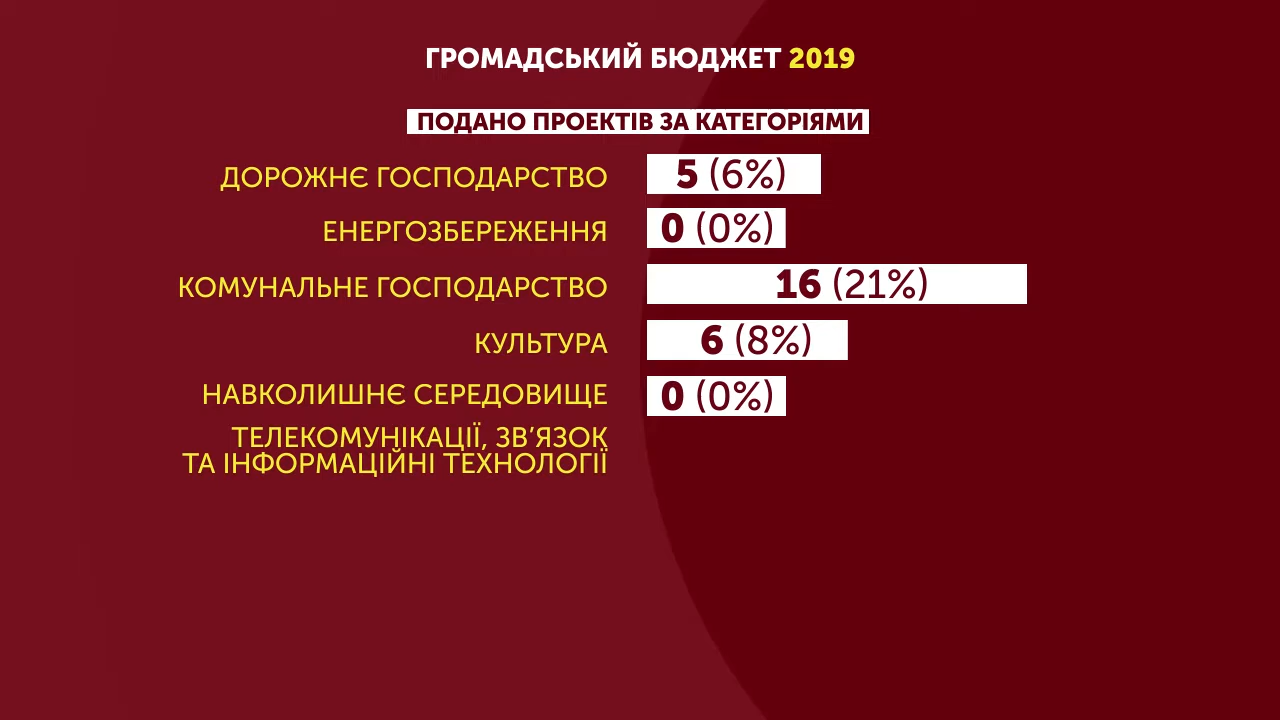 ГРОМАДСЬКИЙ БЮДЖЕТ 2019
ПОДАНО ПРОЕКТІВ ЗА КАТЕГОРІЯМИ
ДОРОЖНЄ ГОСПОДАРСТВО 5 (6%)
ЕНЕРГОЗБЕРЕЖЕННЯ 0 (0%)
КОМУНАЛЬНЕ ГОСПОДАРСТВО 16 (21%)
КУЛЬТУРА 6 (8%)
НАВКОЛИШНЄ СЕРЕДОВИЩЕ 0 (0%)
ТЕЛЕКОМУНІКАЦІЇ, ЗВ’ЯЗОК
ТА ІНФОРМАЦІЙНІ ТЕХНОЛОГІЇ